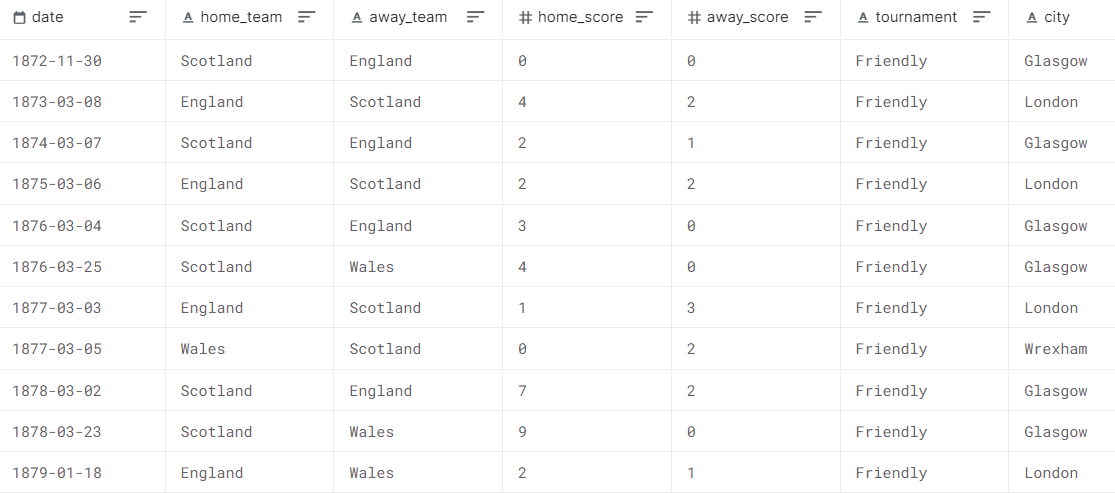 date home_team away_team home_score away_score tournament city
1872-11-30 Scotland England 0 0 Friendly Glasgow
1873-03-08 England Scotland 4 2 Friendly London
1874-03-07 Scotland England 2 1 Friendly Glasgow
1875-03-06 England Scotland 2 2 Friendly London
1876-03-04 Scotland England 3 0 Friendly Glasgow
1876-03-25 Scotland Wales 4 0 Friendly Glasgow
1877-03-03 England Scotland 1 3 Friendly London
1877-03-05 Wales Scotland 0 2 Friendly Wrexham
1878-03-02 Scotland England 7 2 Friendly Glasgow
1878-03-23 Scotland Wales 9 0 Friendly Glasgow
1879-01-18 England Wales 2 1 Friendly London